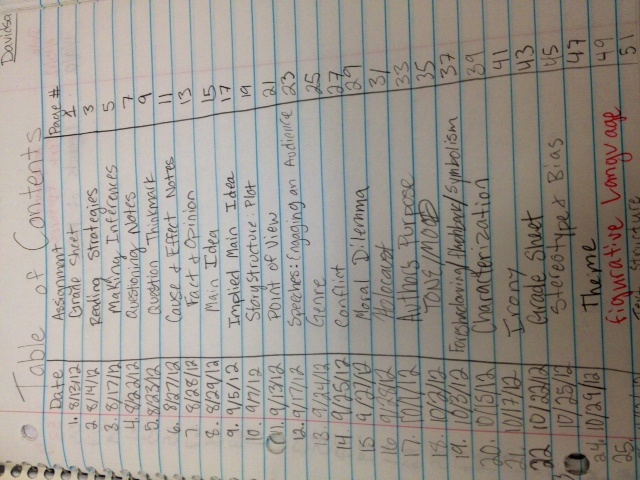 Davidsa
Table of Contents
Date Assignment Page #
1. 8/13/12 Grade Sheet 1
2. 8/14/12 Reading Strategies 3
3. 8/17/12 Making Inferences 5
4. 8/22/12 Questioning Notes 7
5. 8/23/12 Question Thinkmark 9
6. 8/27/12 Cause & Effect Notes 11
7. 8/28/12 Fact & Opinion 13
8. 8/29/12 Main Idea 15
9. 9/5/12 Implied Main Idea 17
10. 9/7/12 Story Structure: Plot 19
11. 9/13/12 Point of View 21
12. 9/17/12 Speeches: Engaging an Audience 23
13. 9/24/12 Genre 25
14. 9/25/12 Conflict 27
15. 9/27/12 Moral Dilemma 29
16. 9/28/12 Holocaust 31
17. 10/1/12 Author's Purpose 33
18. 10/2/12 TONE/MOOD 35
19. 10/3/12 Symbolism 37
20. 10/15/12 Characterization 39
21. 10/17/12 Irony 41
22. 10/22/12 Grade Sheet 43
10/25/12 Stereotype & Bias 45
24. 10/29/12 Theme 47
25. figurative language 49
51